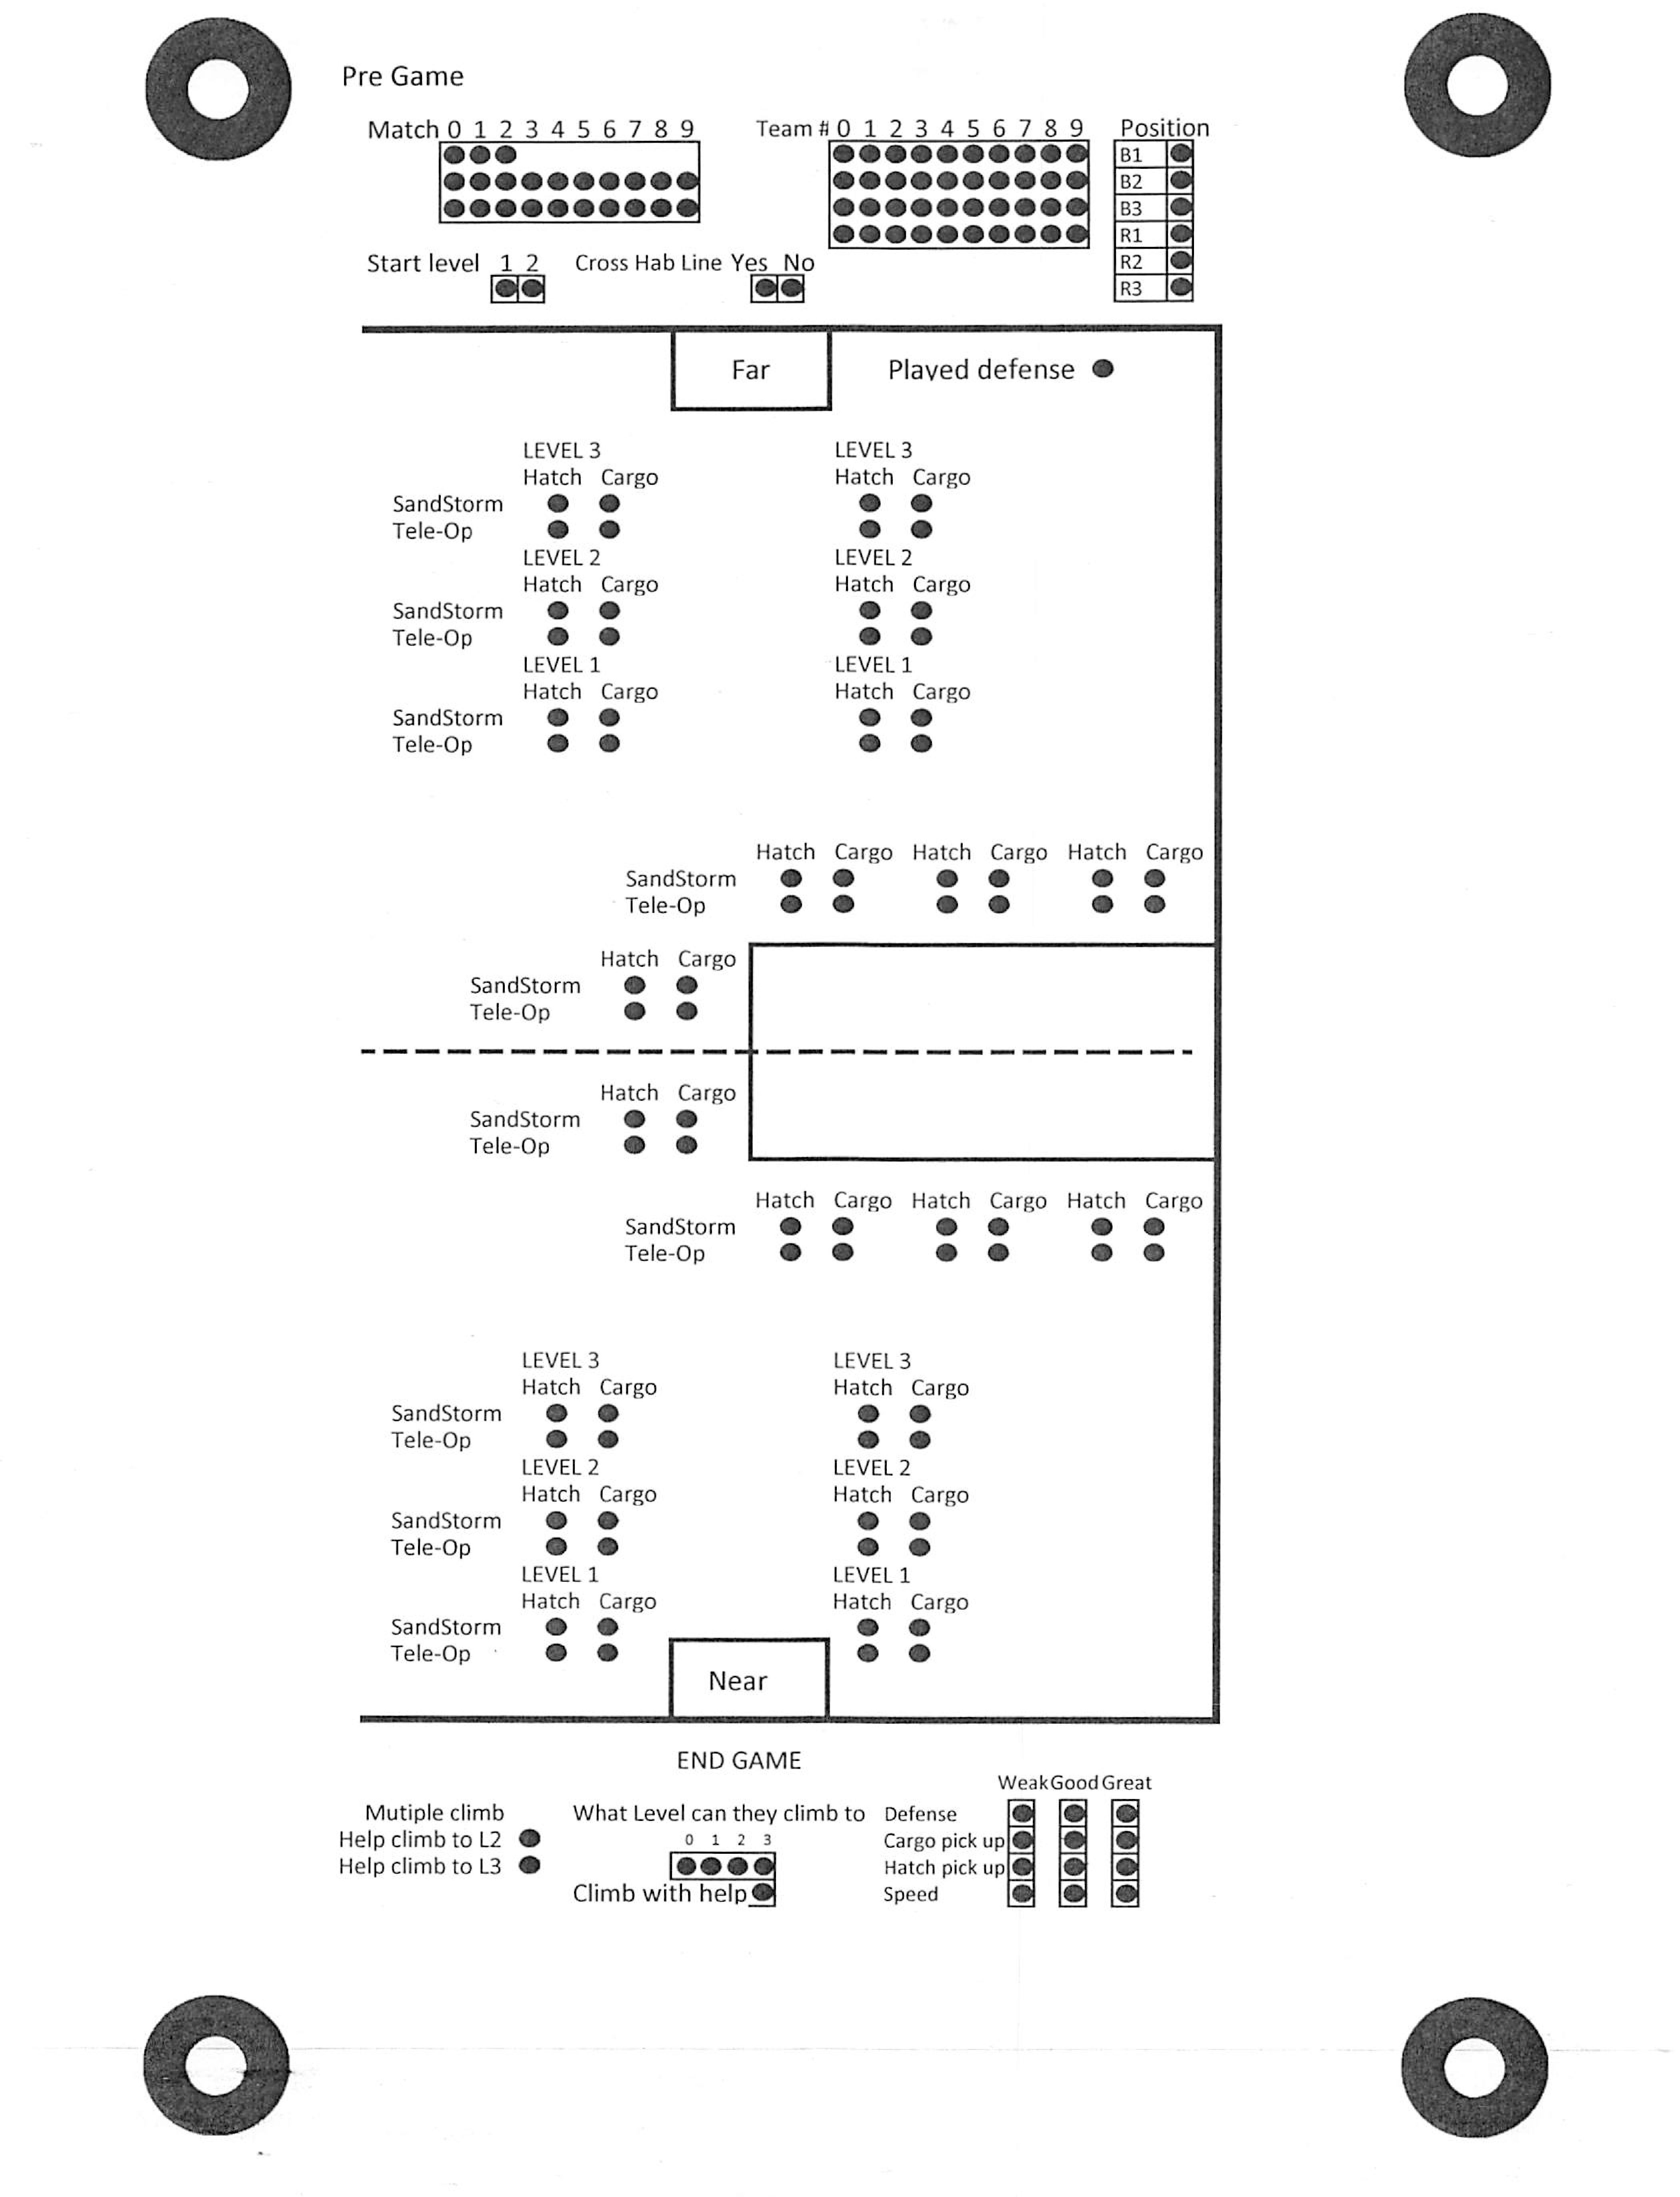 Pre Game
Match 0 1 2 3 4 5 6 7 8 9
Team # 0 1 2 3 4 5 6 7 8 9
Position
B1
B2
B3
R1
R2
R3
Start level 1 2
Cross Hab Line Yes No
Far
Plaved defense
LEVEL 3 LEVEL 3
Hatch Cargo Hatch Cargo
SandStorm
Tele-Op
LEVEL 2 LEVEL 2
Hatch Cargo Hatch Cargo
SandStorm
Tele-Op
LEVEL 1 LEVEL 1
Hatch Cargo Hatch Cargo
SandStorm
Tele-Op
Hatch Cargo Hatch Cargo Hatch Cargo
SandStorm
Tele-Op
Hatch Cargo
SandStorm
Tele-Op
Hatch Cargo
SandStorm
Tele-Op
Hatch Cargo Hatch Cargo Hatch Cargo
SandStorm
Tele-Op
LEVEL 3 LEVEL 3
Hatch Cargo Hatch Cargo
SandStorm
Tele-Op
LEVEL 2 LEVEL 2
Hatch Cargo Hatch Cargo
SandStorm
Tele-Op
LEVEL 1 LEVEL 1
Hatch Cargo Hatch Cargo
SandStorm
Tele-Op
Near
END GAME
Mutiple climb
Help climb to L2
Help climb to L3
What Level can they climb to
0 1 2 3
Climb with help
Weak Good Great
Defense
Cargo pick up
Hatch pick up
Speed